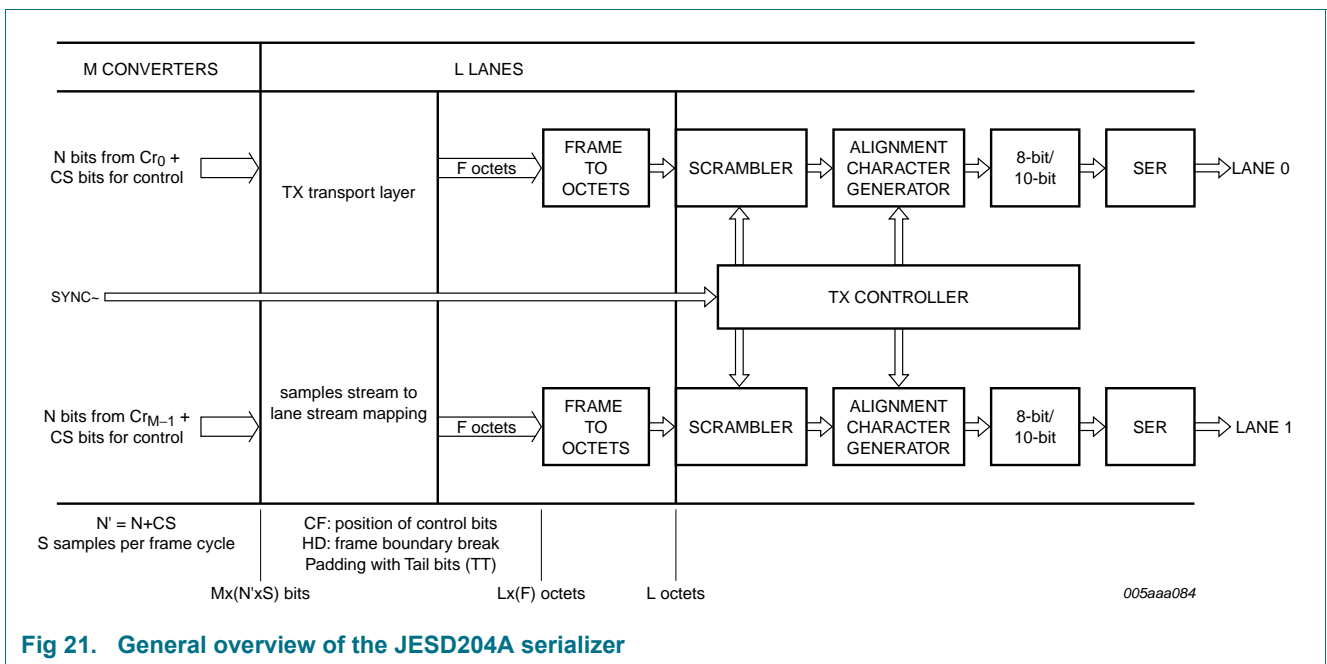 M CONVERTERS
L LANES
N bits from Cr0 +
CS bits for control
TX transport layer
F octets
FRAME
TO
OCTETS
SCRAMBLER
ALIGNMENT
CHARACTER
GENERATOR
8-bit/
10-bit
SER
LANE 0
SYNC~
TX CONTROLLER
N bits from CrM−1 +
CS bits for control
samples stream to
lane stream mapping
F octets
FRAME
TO
OCTETS
SCRAMBLER
ALIGNMENT
CHARACTER
GENERATOR
8-bit/
10-bit
SER
LANE 1
N' = N+CS
S samples per frame cycle
CF: position of control bits
HD: frame boundary break
Padding with Tail bits (TT)
Mx(N'xS) bits
Lx(F) octets
L octets
005aaa084
Fig 21. General overview of the JESD204A serializer